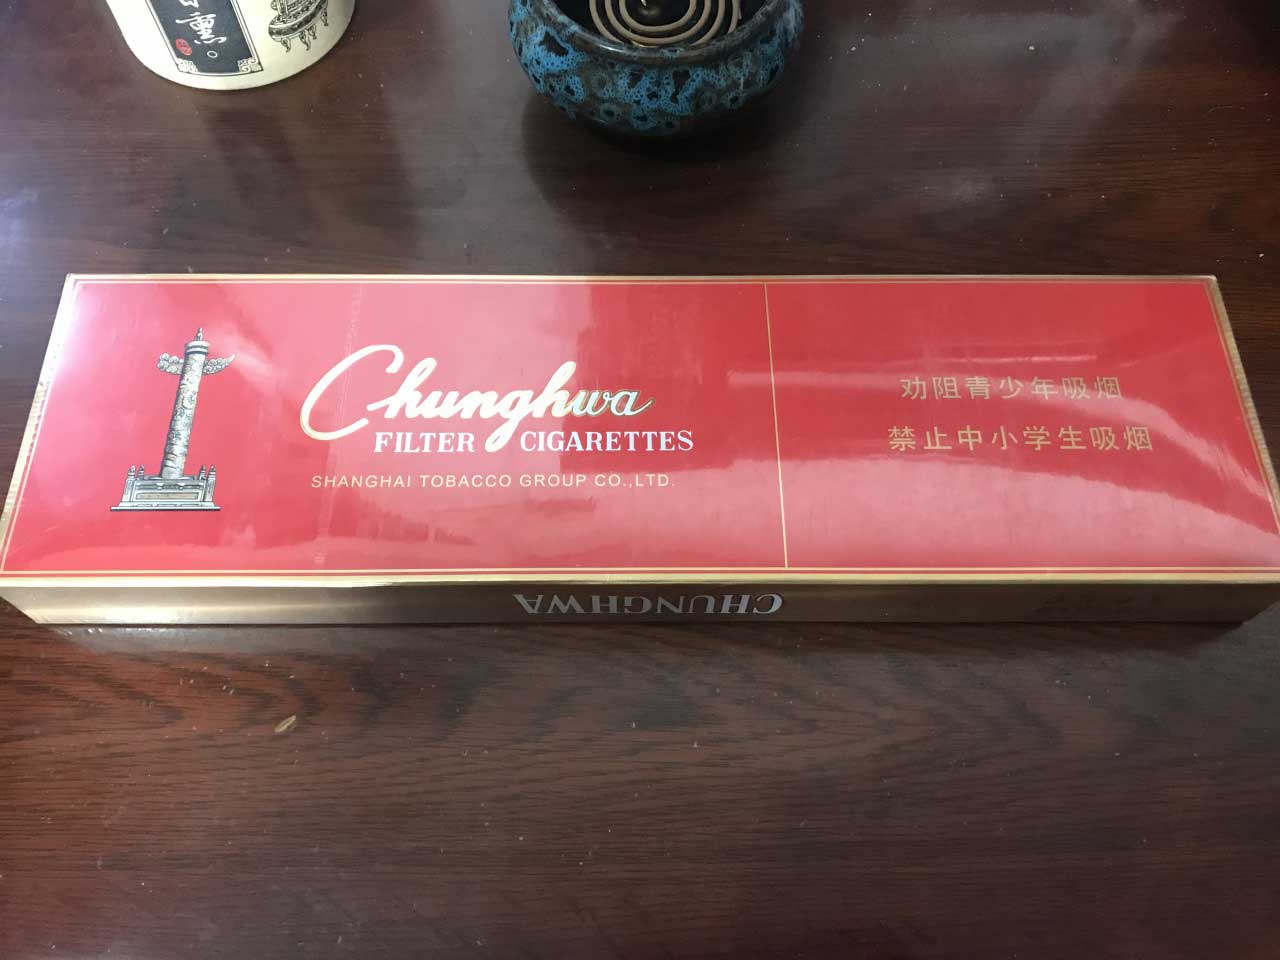 熏。
Chunghwa
FILTER CIGARETTES
SHANGHAI TOBACCO GROUP CO.,LTD.
劝阻青少年吸烟
禁止中小学生吸烟
CHUNGHWA